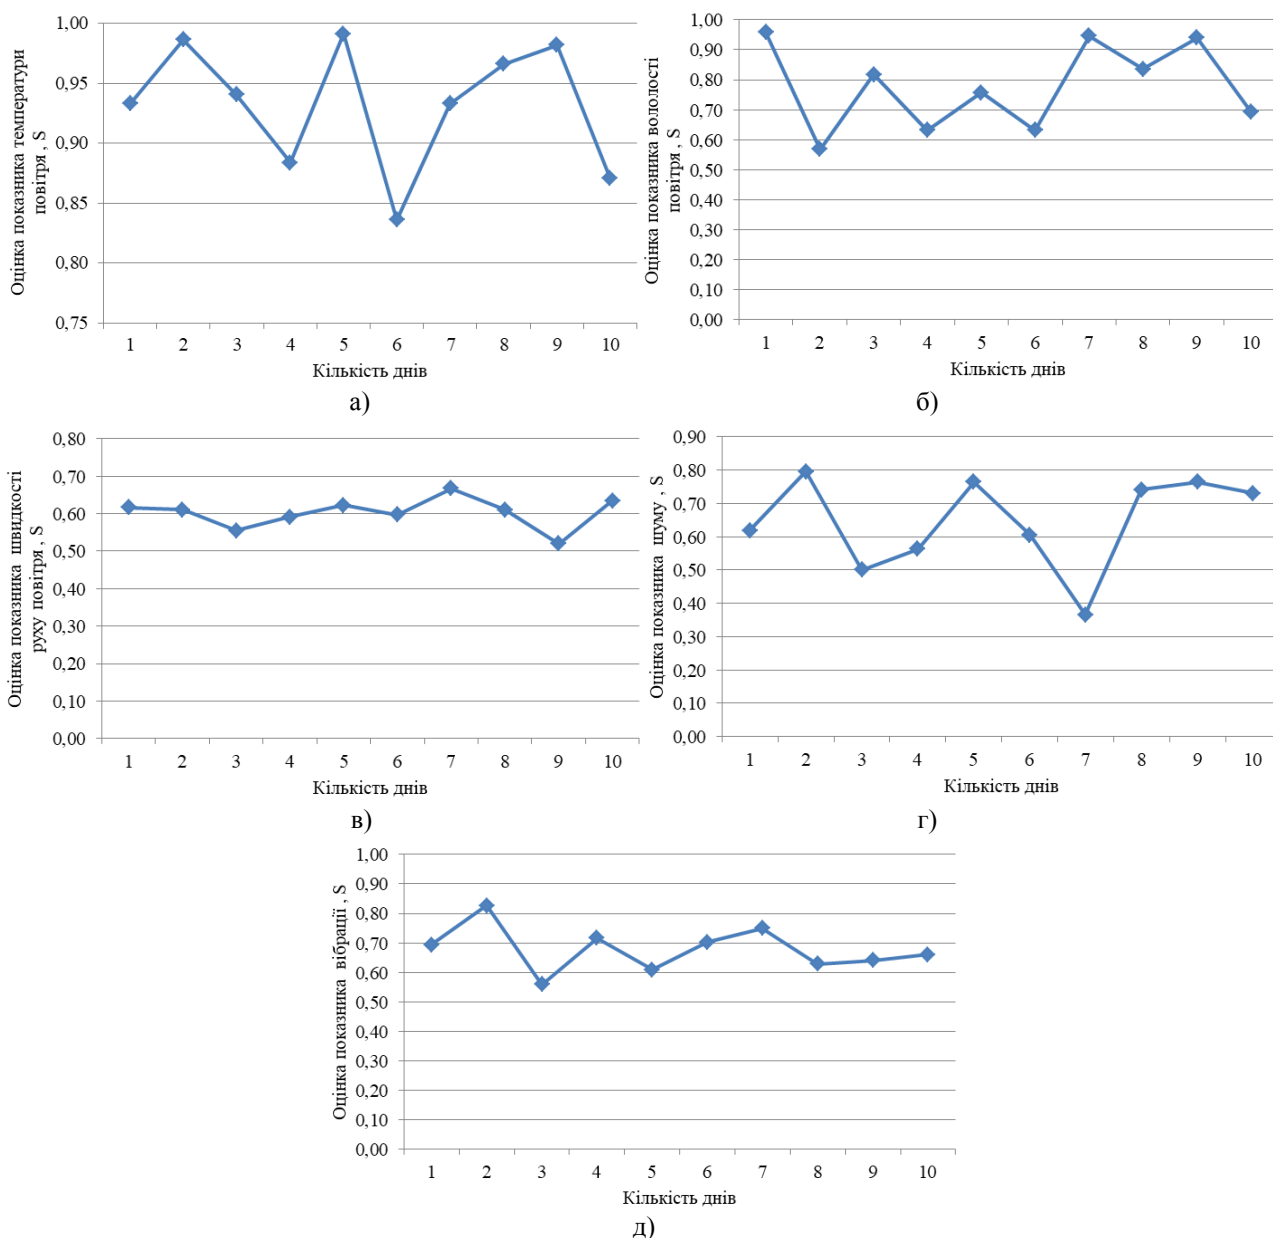 Оцінка показника температури
повітря , S
1,00
0,95
0,90
0,85
0,80
0,75
1 2 3 4 5 6 7 8 9 10
Кількість днів
а)
Оцінка показника вололості
повітря , S
1,00
0,90
0,80
0,70
0,60
0,50
0,40
0,30
0,20
0,10
0,00
1 2 3 4 5 6 7 8 9 10
Кількість днів
б)
Оцінка показника швидкості
руху повітря , S
0,80
0,70
0,60
0,50
0,40
0,30
0,20
0,10
0,00
1 2 3 4 5 6 7 8 9 10
Кількість днів
в)
Оцінка показника шуму , S
0,90
0,80
0,70
0,60
0,50
0,40
0,30
0,20
0,10
0,00
1 2 3 4 5 6 7 8 9 10
Кількість днів
г)
Оцінка показника вібрації , S
1,00
0,90
0,80
0,70
0,60
0,50
0,40
0,30
0,20
0,10
0,00
1 2 3 4 5 6 7 8 9 10
Кількість днів
д)